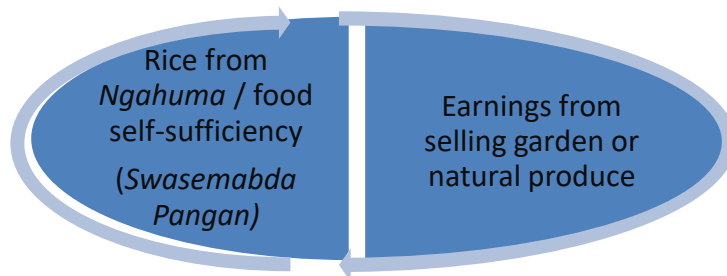 Rice from
Ngahuma / food
self-sufficiency
(Swasemabda
Pangan)
Earnings from
selling garden or
natural produce